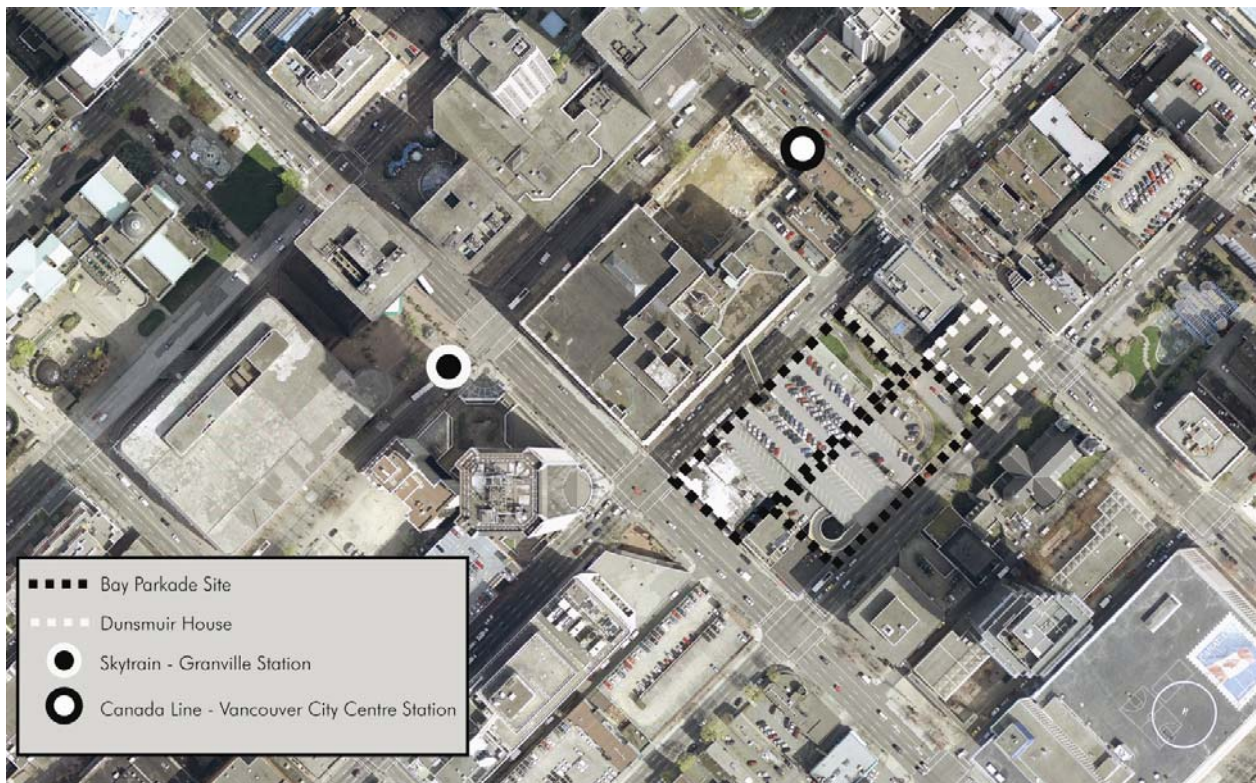 Bay Parkade Site
Dunsmuir House
Skytrain - Granville Station
Canada Line - Vancouver City Centre Station